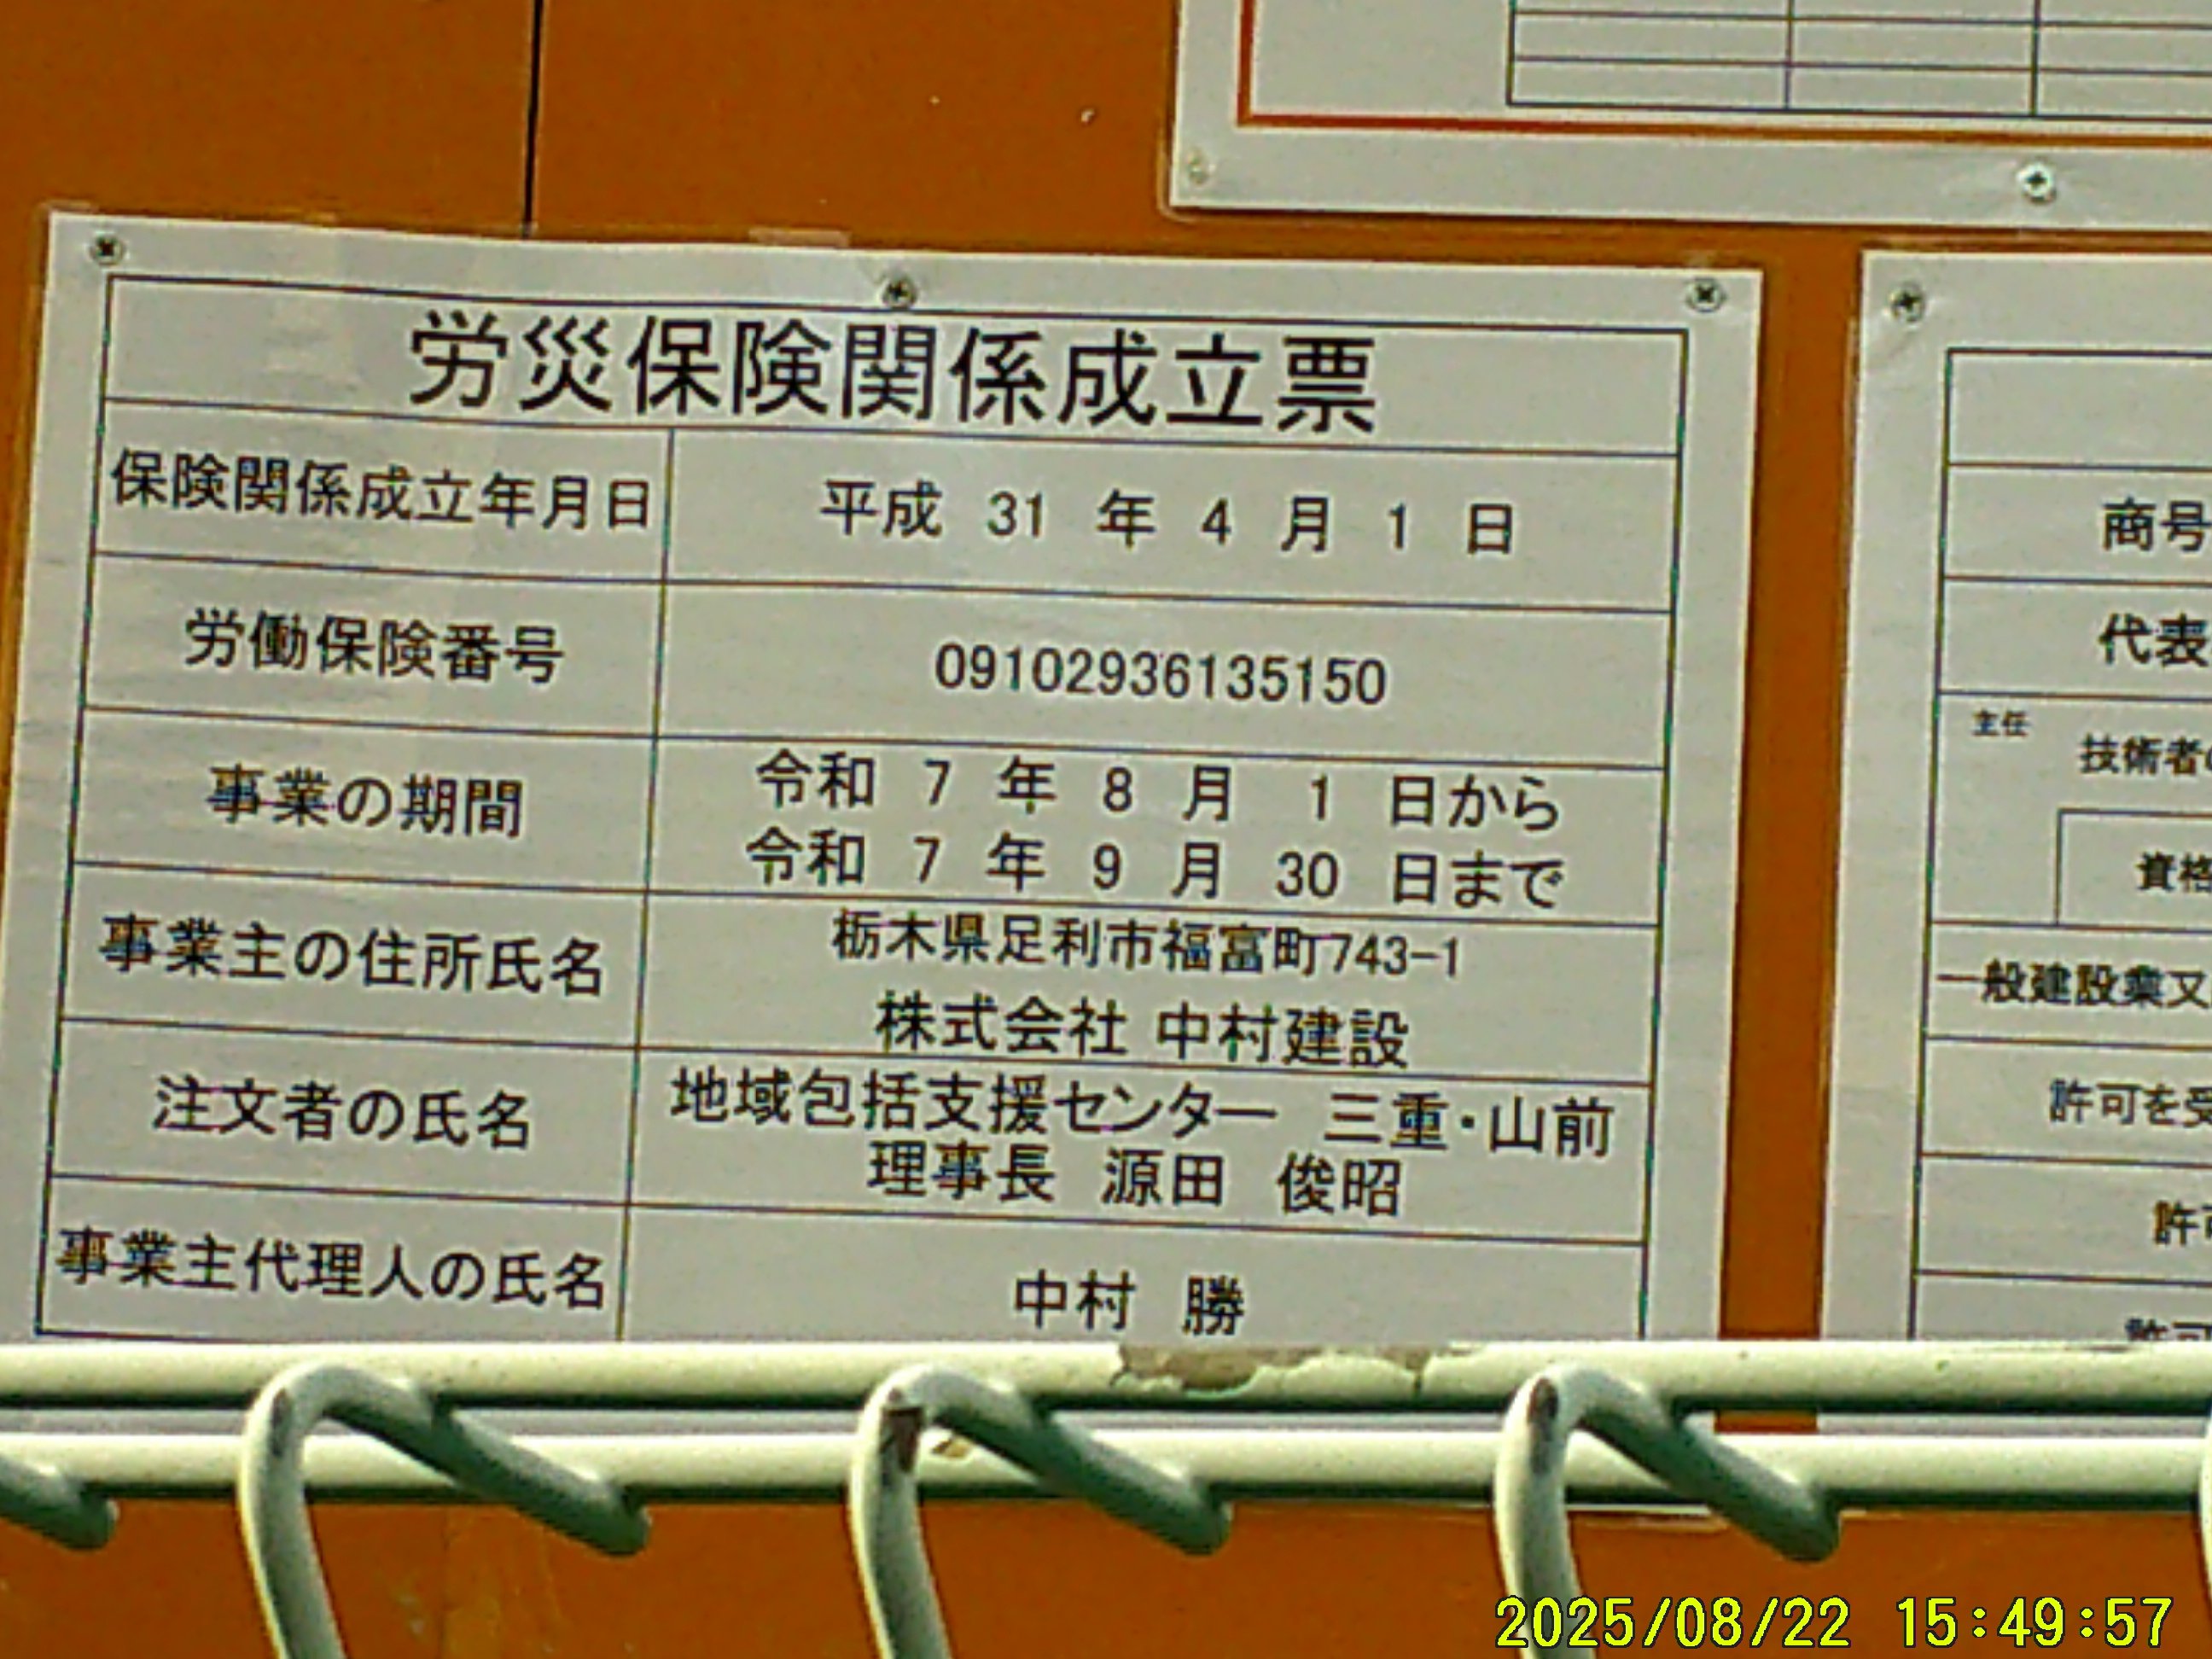 労災保険関係成立票
保険関係成立年月日 平成 31 年 4 月 1 日
労働保険番号 09102936135150
事業の期間 令和 7 年 8 月 1 日から
令和 7 年 9 月 30 日まで
事業主の住所氏名 栃木県足利市福富町743-1
株式会社 中村建設
注文者の氏名 地域包括支援センター 三重・山前
理事長 源田 俊昭
事業主代理人の氏名 中村 勝
商号
代表
主任
技術者
資格
一般建設業又
許可を受
許可
許可
2025/08/22 15:49:57